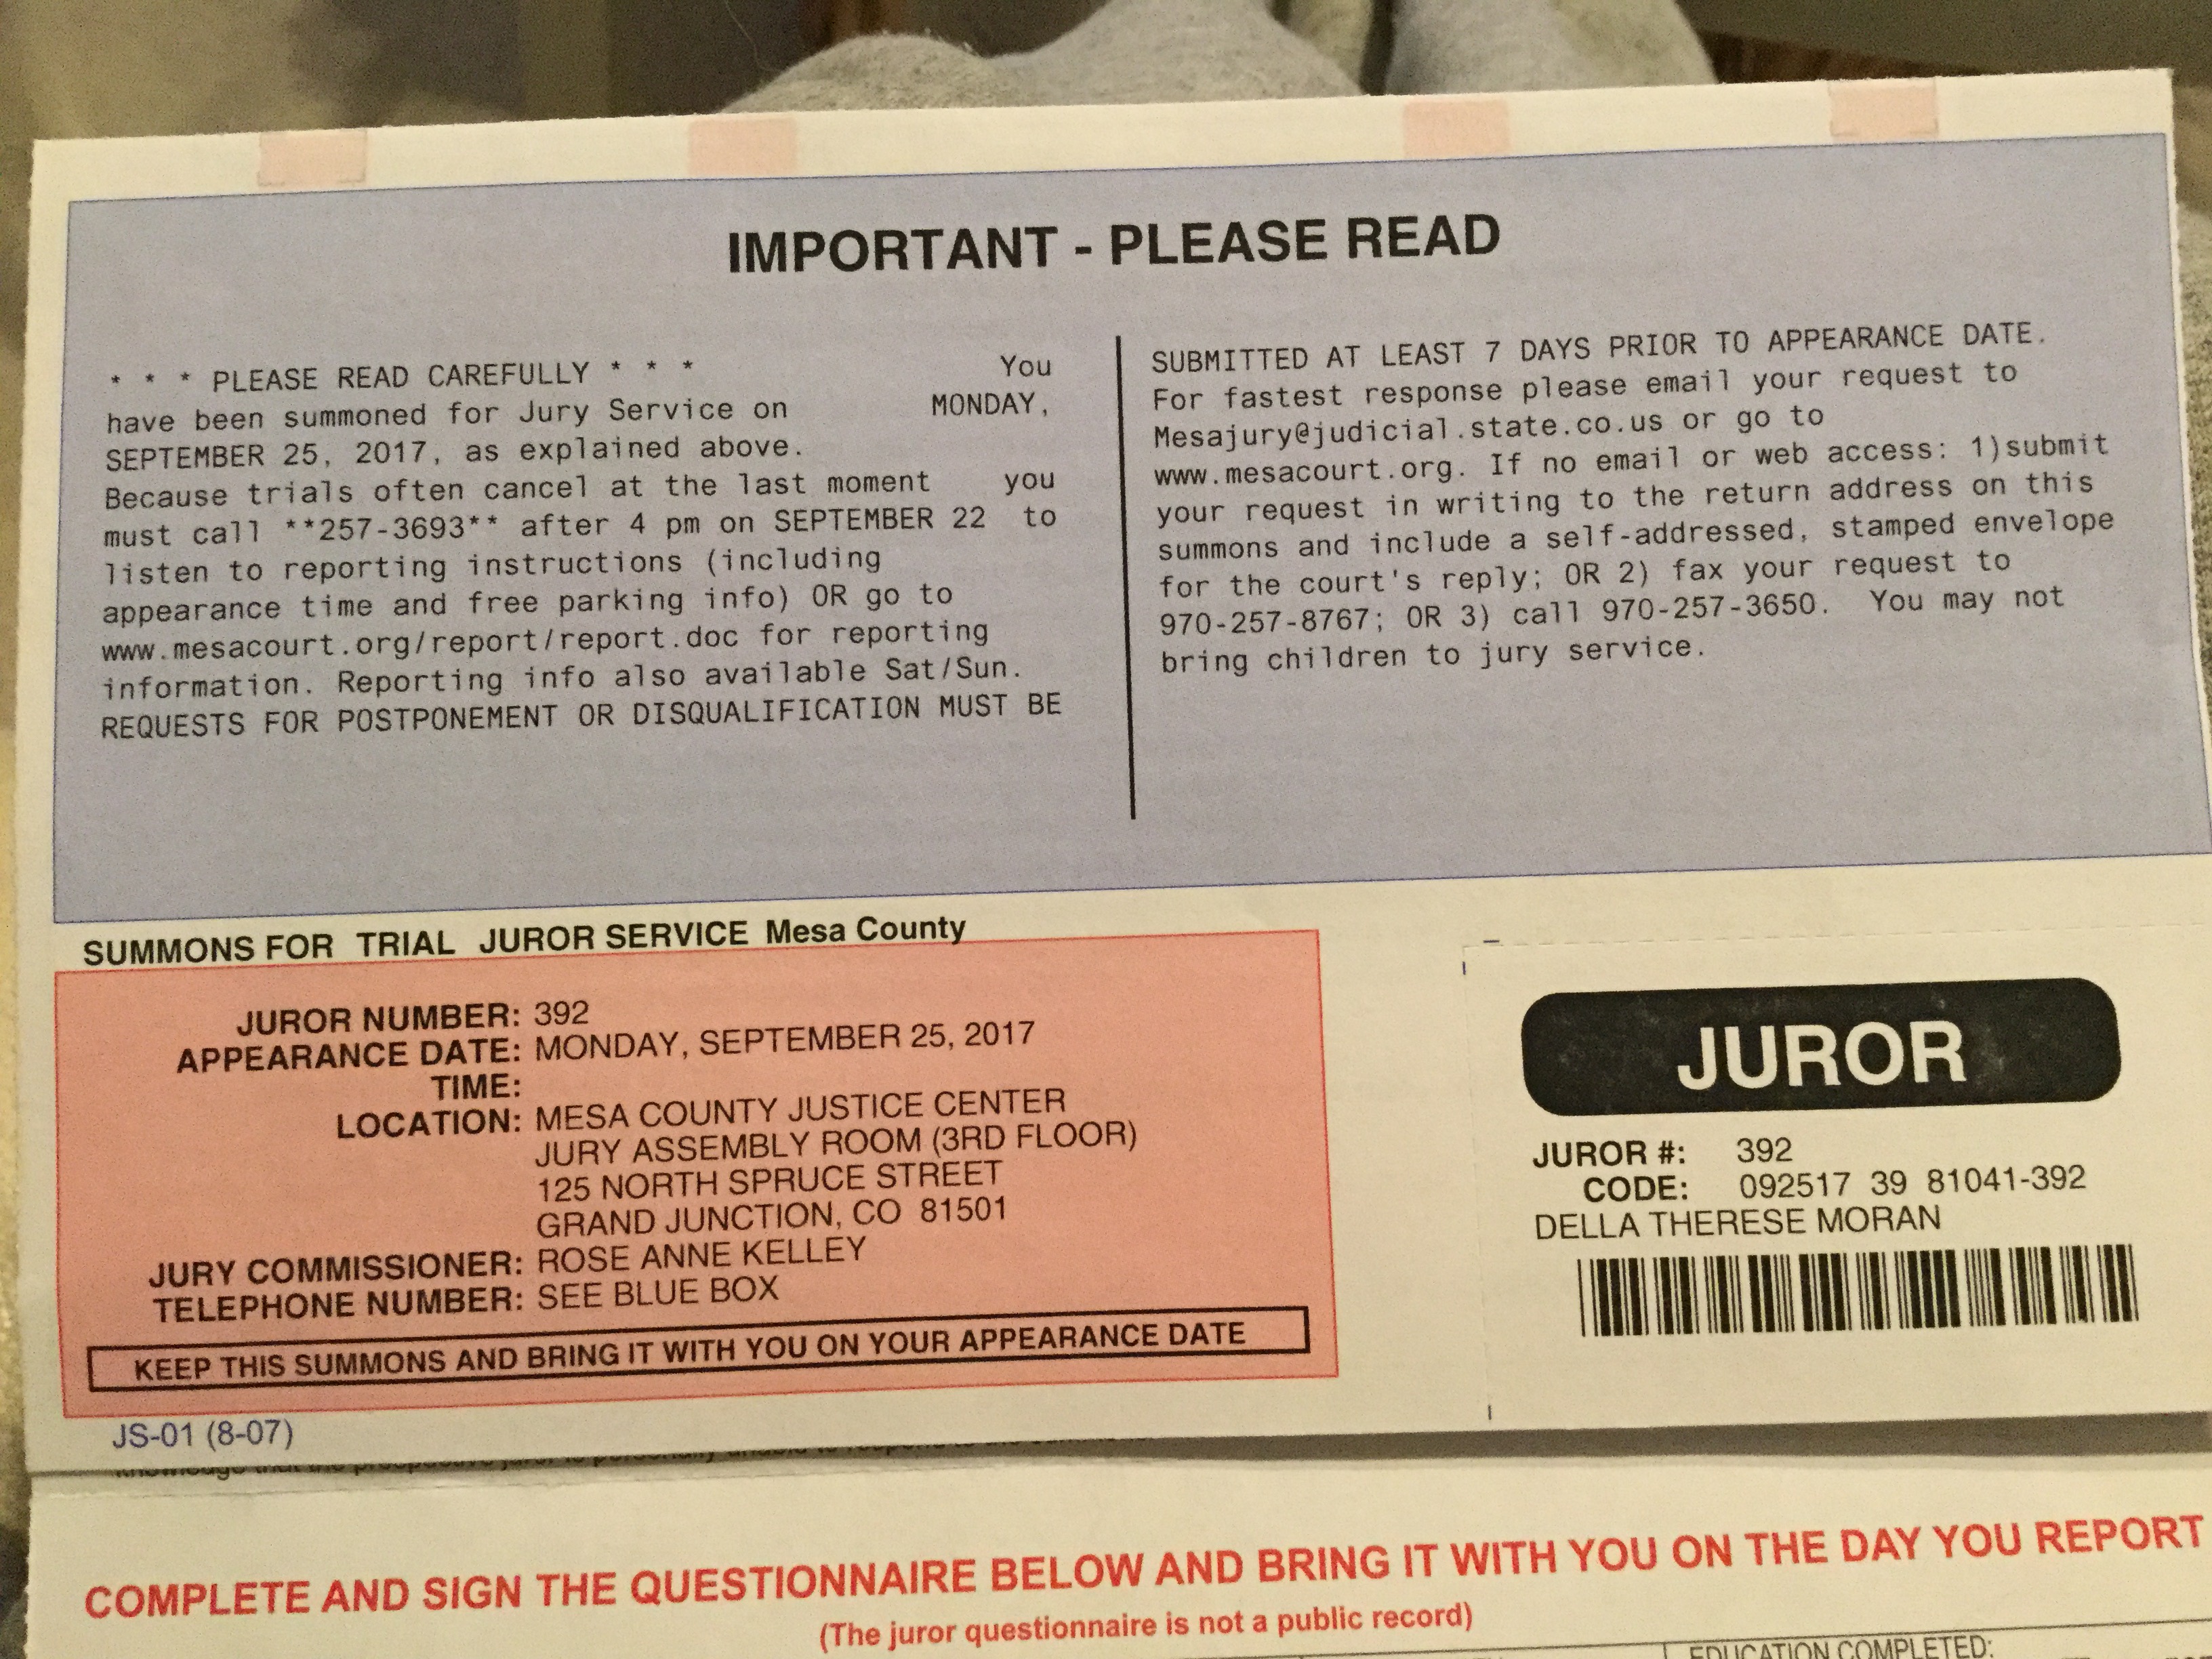 IMPORTANT - PLEASE READ
* * * PLEASE READ CAREFULLY * * * You
have been summoned for Jury Service on MONDAY,
SEPTEMBER 25, 2017, as explained above.
Because trials often cancel at the last moment you
must call **257-3693** after 4 pm on SEPTEMBER 22 to
listen to reporting instructions (including
appearance time and free parking info) OR go to
www.mesacourt.org/report/report.doc for reporting
information. Reporting info also available Sat/Sun.
REQUESTS FOR POSTPONEMENT OR DISQUALIFICATION MUST BE
SUBMITTED AT LEAST 7 DAYS PRIOR TO APPEARANCE DATE.
For fastest response please email your request to
Mesajury@judicial.state.co.us or go to
www.mesacourt.org. If no email or web access: 1)submit
your request in writing to the return address on this
summons and include a self-addressed, stamped envelope
for the court's reply; OR 2) fax your request to
970-257-8767; OR 3) call 970-257-3650. You may not
bring children to jury service.
SUMMONS FOR TRIAL JUROR SERVICE Mesa County
JUROR NUMBER: 392
APPEARANCE DATE: MONDAY, SEPTEMBER 25, 2017
TIME:
LOCATION: MESA COUNTY JUSTICE CENTER
JURY ASSEMBLY ROOM (3RD FLOOR)
125 NORTH SPRUCE STREET
GRAND JUNCTION, CO 81501
JURY COMMISSIONER: ROSE ANNE KELLEY
TELEPHONE NUMBER: SEE BLUE BOX
KEEP THIS SUMMONS AND BRING IT WITH YOU ON YOUR APPEARANCE DATE
JS-01 (8-07)
JUROR
JUROR #: 392
CODE: 092517 39 81041-392
DELLA THERESE MORAN
COMPLETE AND SIGN THE QUESTIONNAIRE BELOW AND BRING IT WITH YOU ON THE DAY YOU REPORT
(The juror questionnaire is not a public record)
EDUCATION COMPLETED: